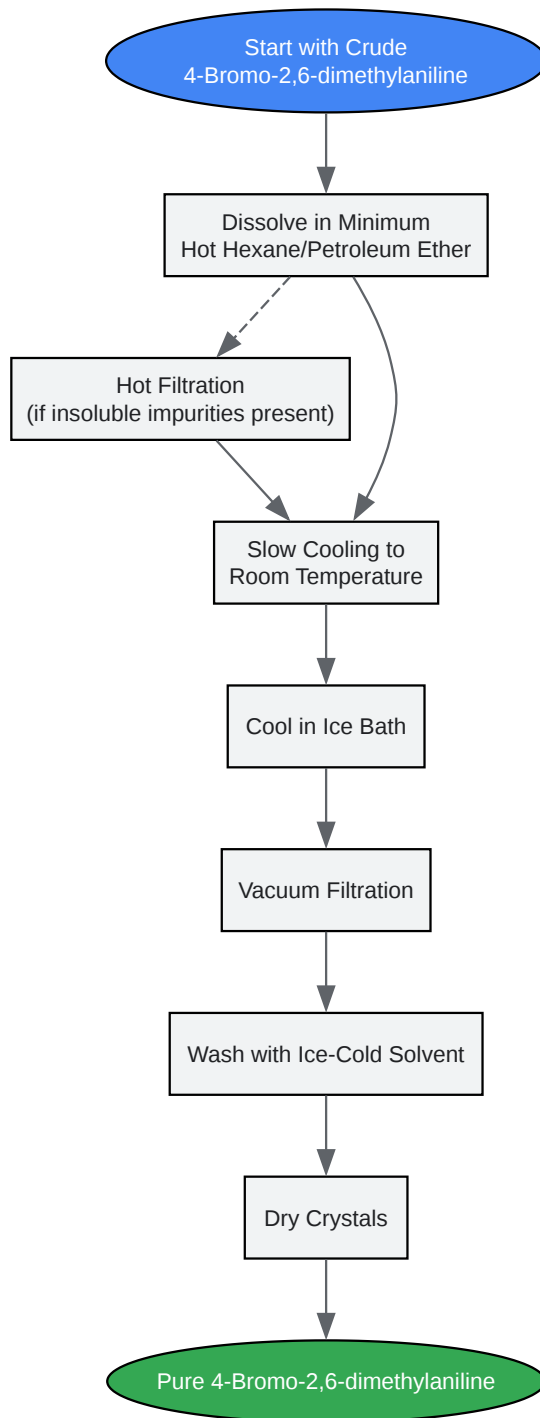 Start with Crude
4-Bromo-2,6-dimethylaniline
Dissolve in Minimum
Hot Hexane/Petroleum Ether
Hot Filtration
(if insoluble impurities present)
Slow Cooling to
Room Temperature
Cool in Ice Bath
Vacuum Filtration
Wash with Ice-Cold Solvent
Dry Crystals
Pure 4-Bromo-2,6-dimethylaniline